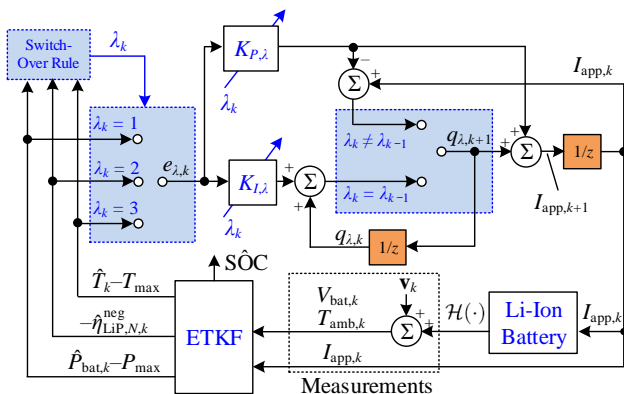 Switch-
Over Rule
λ_k
K_{P,λ}
λ_k
−
Σ
+
I_{app,k}
λ_k = 1
λ_k = 2
λ_k = 3
e_{λ,k}
K_{I,λ}
λ_k
+
Σ
+
λ_k ≠ λ_{k−1}
λ_k = λ_{k−1}
q_{λ,k+1}
+
+
Σ
1/z
I_{app,k+1}
q_{λ,k}
1/z
SÔC
T̂_k–T_max
−η̂^{neg}_{LiP,N,k}
P̂_{bat,k}–P_max
ETKF
V_{bat,k}
T_{amb,k}
I_{app,k}
v_k
+
Σ
+
ℋ(·)
Li-Ion
Battery
I_{app,k}
Measurements